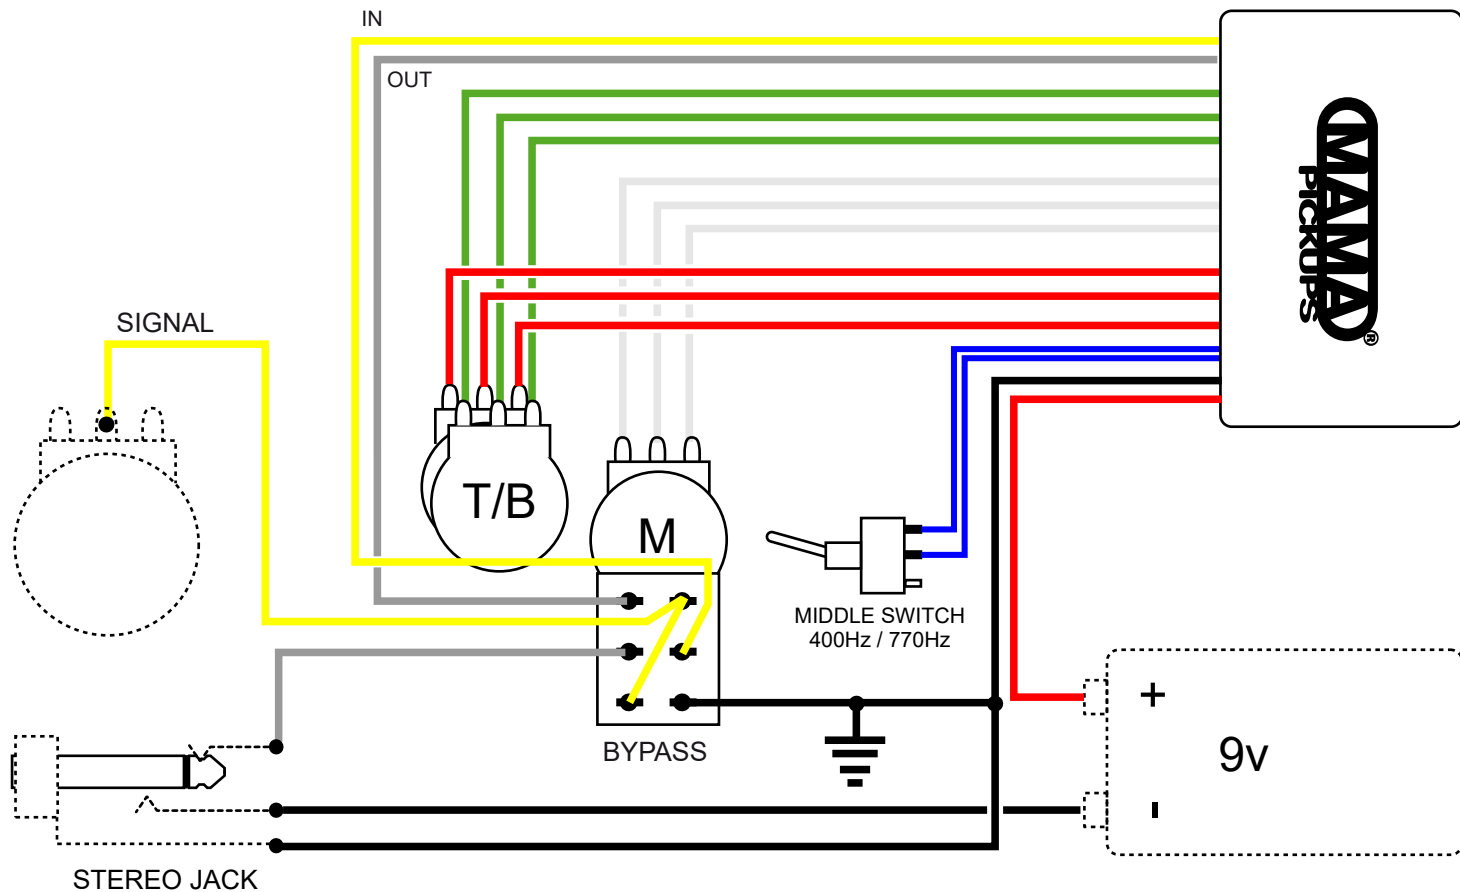 IN
OUT
MAMA
PICKUPS
®
SIGNAL
T/B
M
MIDDLE SWITCH
400Hz / 770Hz
BYPASS
+
9v
-
STEREO JACK